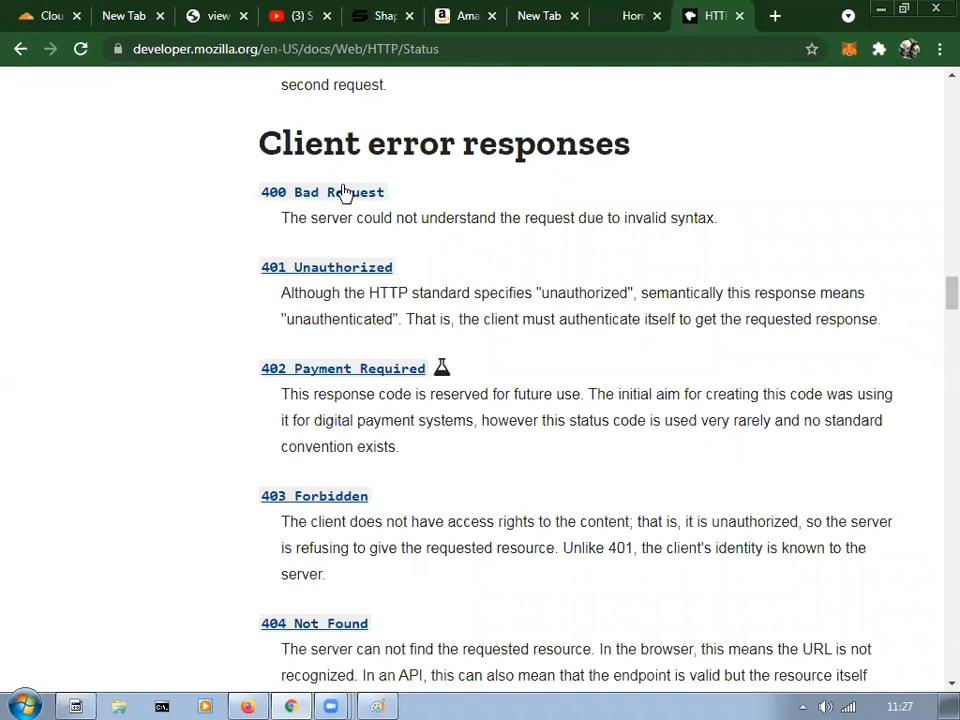 Clou
New Tab
view
(3) S
Shap
Ama
New Tab
Hom
HTTI
developer.mozilla.org/en-US/docs/Web/HTTP/Status
second request.
Client error responses
400 Bad Request
The server could not understand the request due to invalid syntax.
401 Unauthorized
Although the HTTP standard specifies "unauthorized", semantically this response means
"unauthenticated". That is, the client must authenticate itself to get the requested response.
402 Payment Required
This response code is reserved for future use. The initial aim for creating this code was using
it for digital payment systems, however this status code is used very rarely and no standard
convention exists.
403 Forbidden
The client does not have access rights to the content; that is, it is unauthorized, so the server
is refusing to give the requested resource. Unlike 401, the client's identity is known to the
server.
404 Not Found
The server can not find the requested resource. In the browser, this means the URL is not
recognized. In an API, this can also mean that the endpoint is valid but the resource itself
11:27